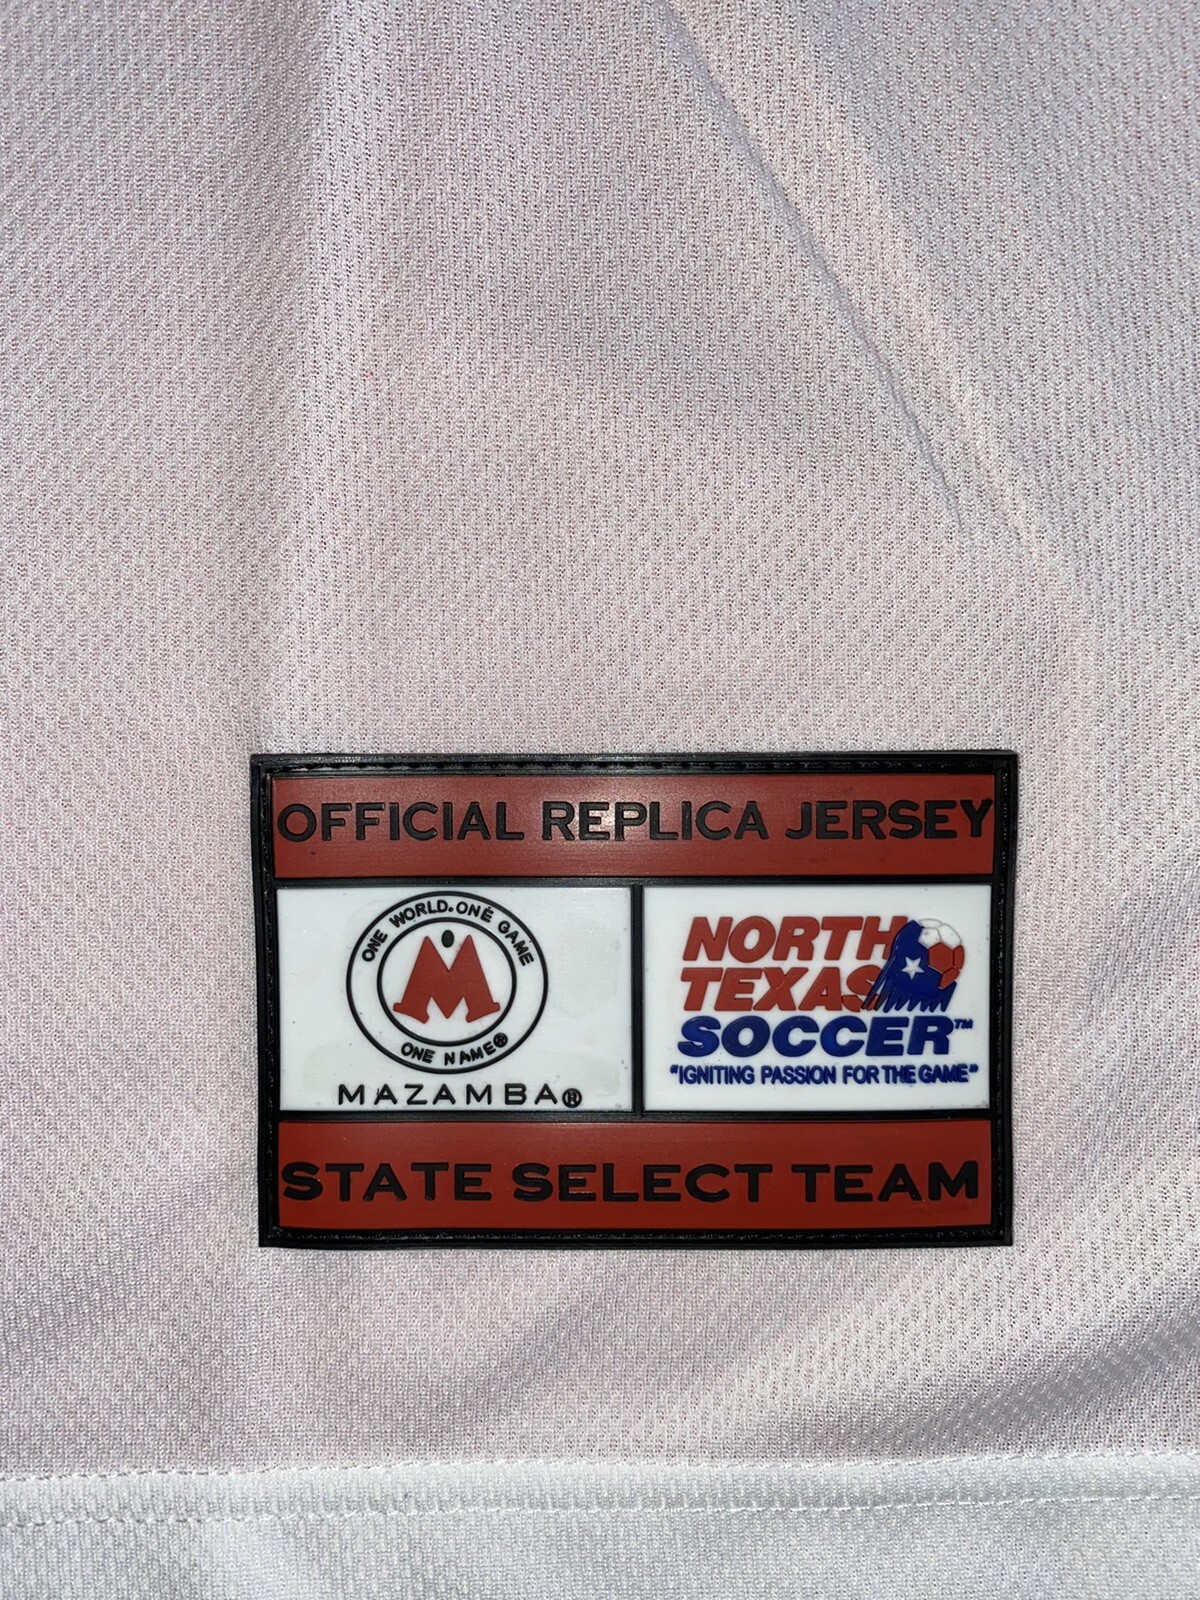 OFFICIAL REPLICA JERSEY
ONE WORLD.ONE GAME
M
ONE NAME®
MAZAMBA®
NORTH
TEXAS
SOCCER™
"IGNITING PASSION FOR THE GAME"
STATE SELECT TEAM